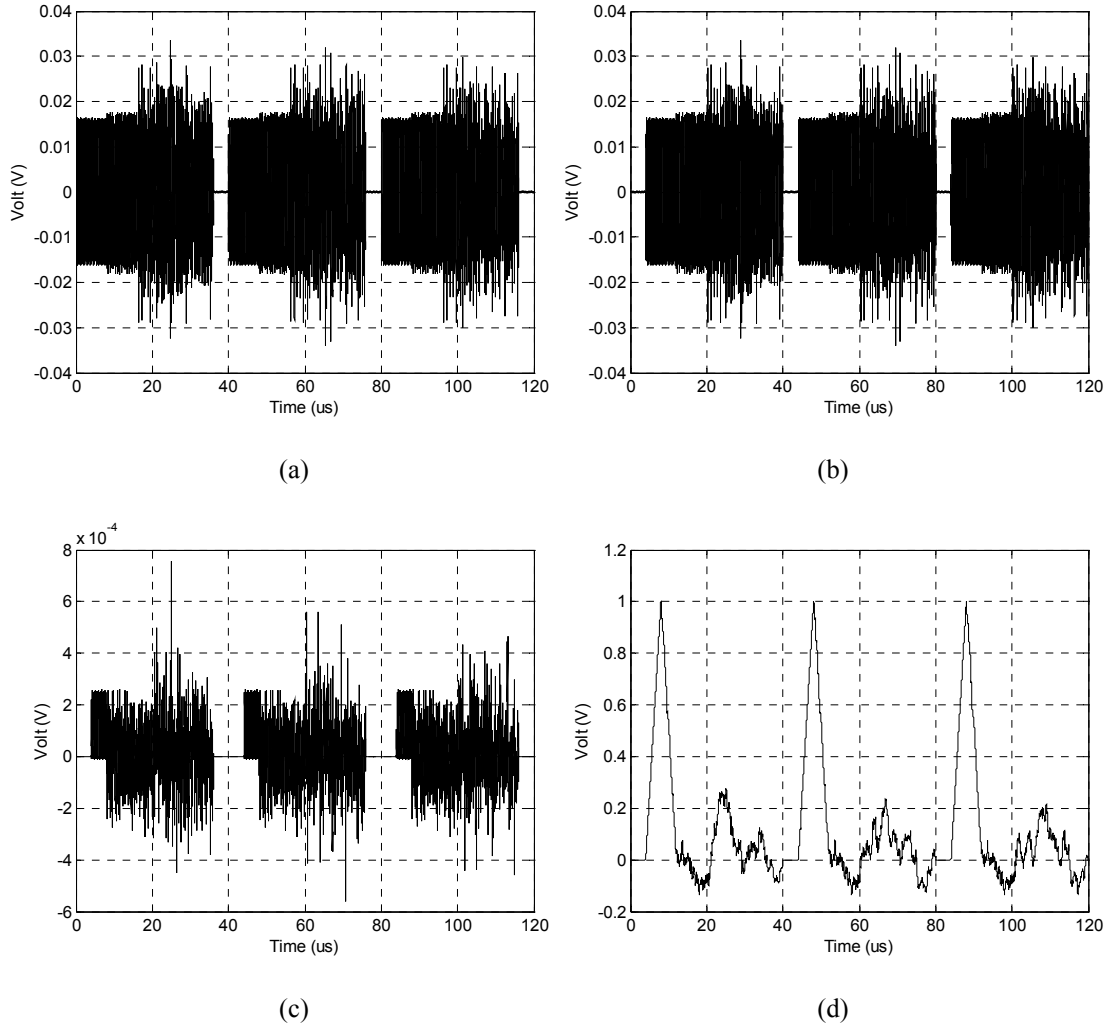 0.04 0.04
0.03 0.03
0.02 0.02
0.01 0.01
0 0
-0.01 -0.01
-0.02 -0.02
-0.03 -0.03
-0.04 -0.04
Volt (V) Volt (V)
0 20 40 60 80 100 120 0 20 40 60 80 100 120
Time (us) Time (us)
(a) (b)
x 10-4
8 1.2
6 1
4 0.8
2 0.6
0 0.4
-2 0.2
-4 0
-6 -0.2
Volt (V) Volt (V)
0 20 40 60 80 100 120 0 20 40 60 80 100 120
Time (us) Time (us)
(c) (d)